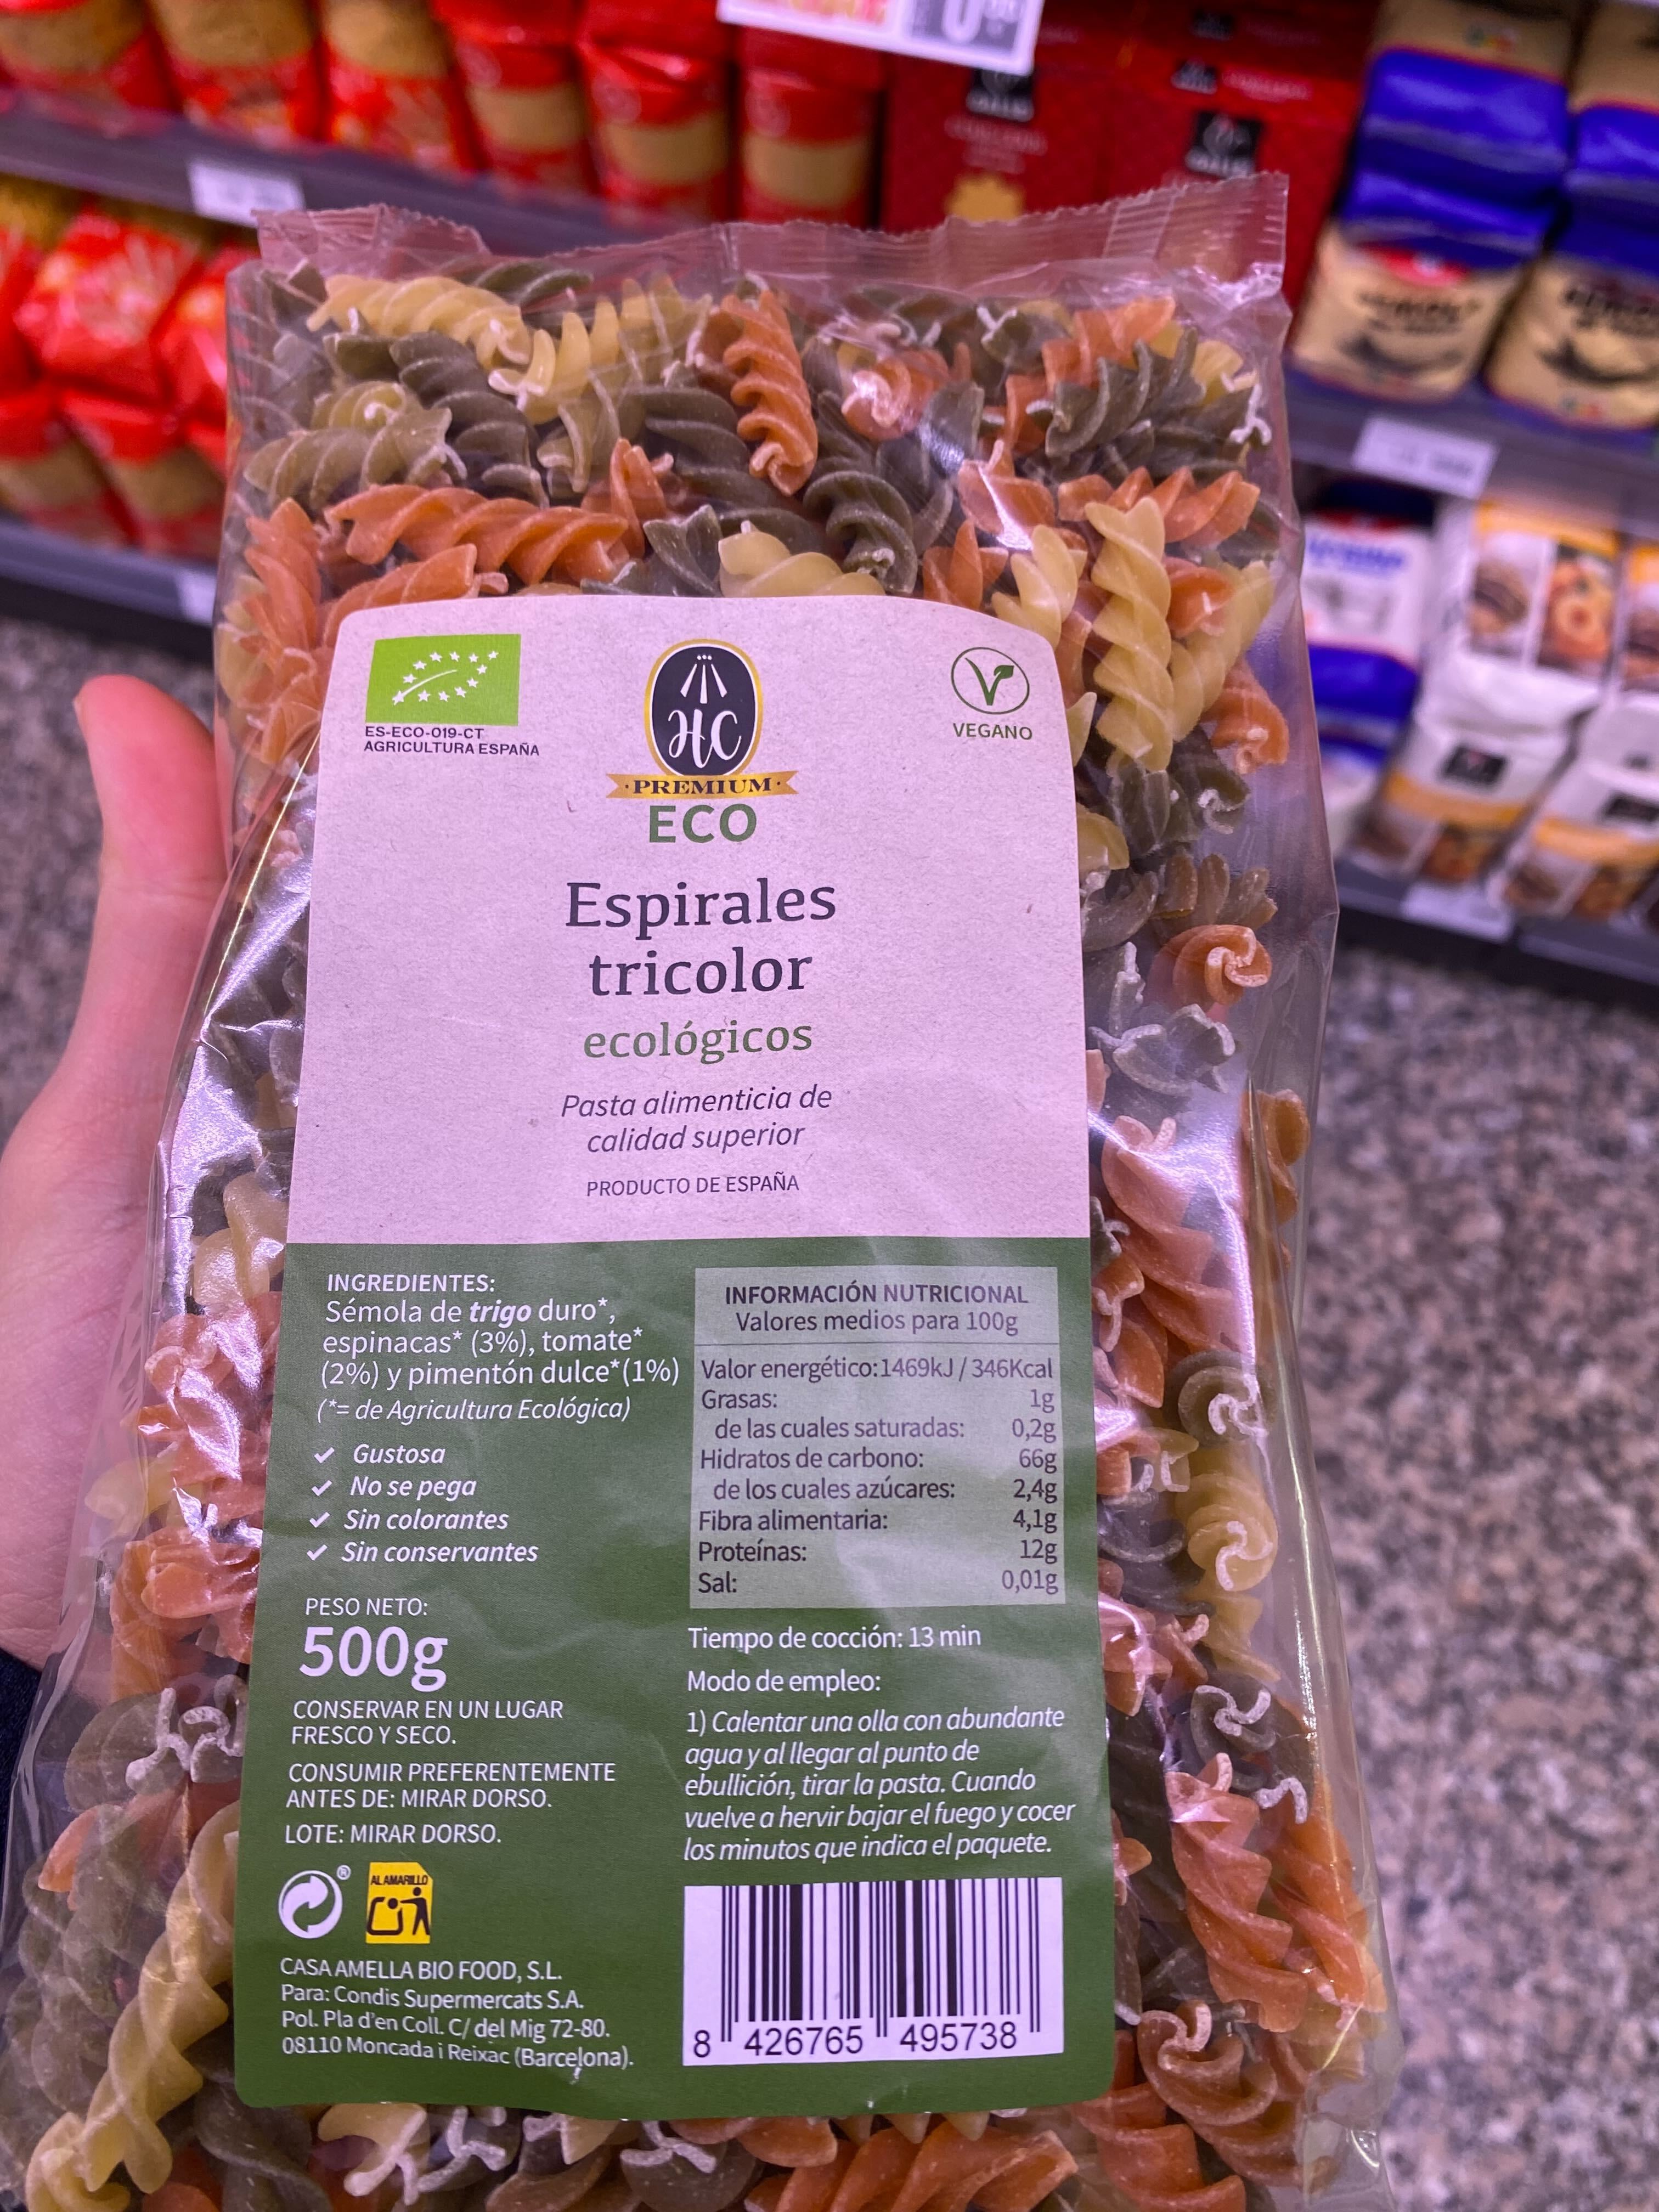 ES-ECO-019-CT
AGRICULTURA ESPAÑA
HC
·PREMIUM·
ECO
VEGANO
Espirales
tricolor
ecológicos
Pasta alimenticia de
calidad superior
PRODUCTO DE ESPAÑA
INGREDIENTES:
Sémola de trigo duro*,
espinacas* (3%), tomate*
(2%) y pimentón dulce*(1%)
(*= de Agricultura Ecológica)
Gustosa
No se pega
Sin colorantes
Sin conservantes
PESO NETO:
500g
CONSERVAR EN UN LUGAR
FRESCO Y SECO.
CONSUMIR PREFERENTEMENTE
ANTES DE: MIRAR DORSO.
LOTE: MIRAR DORSO.
AL AMARILLO
CASA AMELLA BIO FOOD, S.L.
Para: Condis Supermercats S.A.
Pol. Pla d'en Coll. C/ del Mig 72-80.
08110 Moncada i Reixac (Barcelona).
INFORMACIÓN NUTRICIONAL
Valores medios para 100g
Valor energético:1469kJ / 346Kcal
Grasas: 1g
de las cuales saturadas: 0,2g
Hidratos de carbono: 66g
de los cuales azúcares: 2,4g
Fibra alimentaria: 4,1g
Proteínas: 12g
Sal: 0,01g
Tiempo de cocción: 13 min
Modo de empleo:
1) Calentar una olla con abundante
agua y al llegar al punto de
ebullición, tirar la pasta. Cuando
vuelve a hervir bajar el fuego y cocer
los minutos que indica el paquete.
8 426765 495738